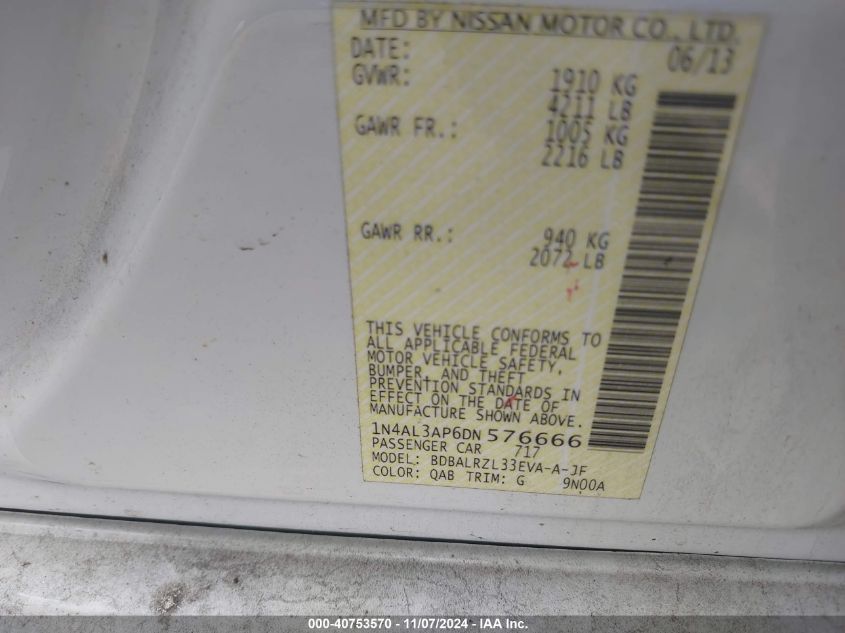 MFD BY NISSAN MOTOR CO., LTD.
DATE: 06/13
GVWR: 1910 KG
4211 LB
GAWR FR.: 1005 KG
2216 LB
GAWR RR.: 940 KG
2072 LB
THIS VEHICLE CONFORMS TO
ALL APPLICABLE FEDERAL
MOTOR VEHICLE SAFETY,
BUMPER, AND THEFT
PREVENTION STANDARDS IN
EFFECT ON THE DATE OF
MANUFACTURE SHOWN ABOVE.
1N4AL3AP6DN 576666
PASSENGER CAR 717
MODEL: BDBALRZL33EVA-A-JF
COLOR: QAB TRIM: G 9N00A
000-40753570 - 11/07/2024 - IAA Inc.